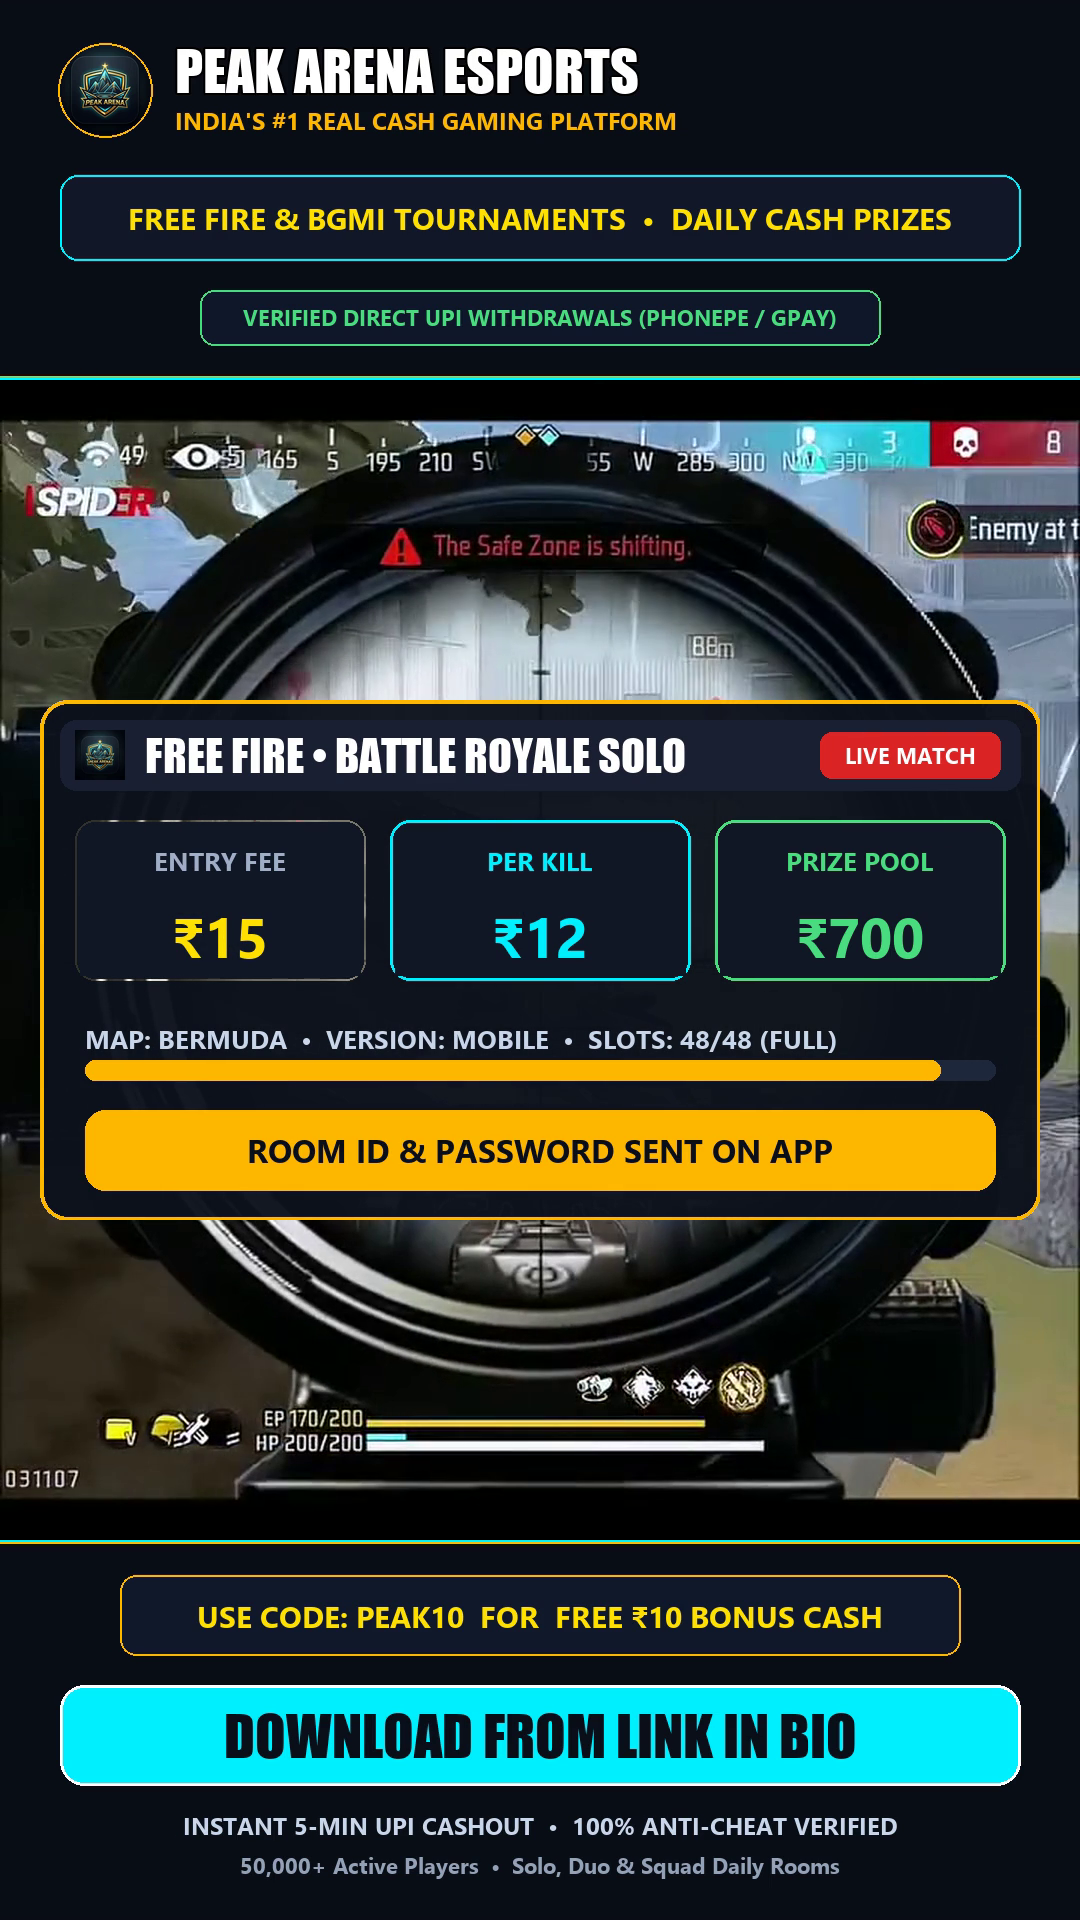 PEAK ARENA ESPORTS
INDIA'S #1 REAL CASH GAMING PLATFORM
PEAK ARENA
FREE FIRE & BGMI TOURNAMENTS • DAILY CASH PRIZES
VERIFIED DIRECT UPI WITHDRAWALS (PHONEPE / GPAY)
49 165 S 195 210 55 W 285 300 NW 330 3 8
SPIDER
The Safe Zone is shifting.
Enemy at t
88m
FREE FIRE • BATTLE ROYALE SOLO
LIVE MATCH
ENTRY FEE PER KILL PRIZE POOL
₹15 ₹12 ₹700
MAP: BERMUDA • VERSION: MOBILE • SLOTS: 48/48 (FULL)
ROOM ID & PASSWORD SENT ON APP
EP 170/200
HP 200/200
031107
USE CODE: PEAK10 FOR FREE ₹10 BONUS CASH
DOWNLOAD FROM LINK IN BIO
INSTANT 5-MIN UPI CASHOUT • 100% ANTI-CHEAT VERIFIED
50,000+ Active Players • Solo, Duo & Squad Daily Rooms